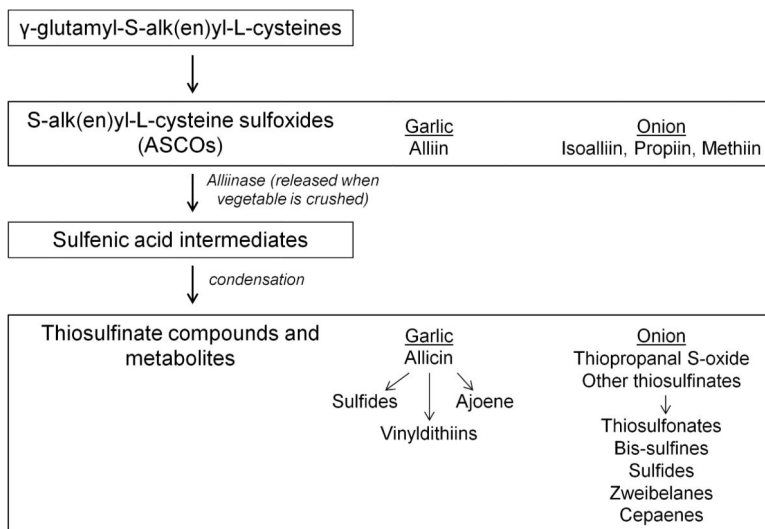 γ-glutamyl-S-alk(en)yl-L-cysteines
S-alk(en)yl-L-cysteine sulfoxides
(ASCOs)
Garlic
Alliin
Onion
Isoalliin, Propiin, Methiin
Alliinase (released when
vegetable is crushed)
Sulfenic acid intermediates
condensation
Thiosulfinate compounds and
metabolites
Garlic
Allicin
Sulfides
Ajoene
Vinyldithiins
Onion
Thiopropanal S-oxide
Other thiosulfinates
Thiosulfonates
Bis-sulfines
Sulfides
Zweibelanes
Cepaenes